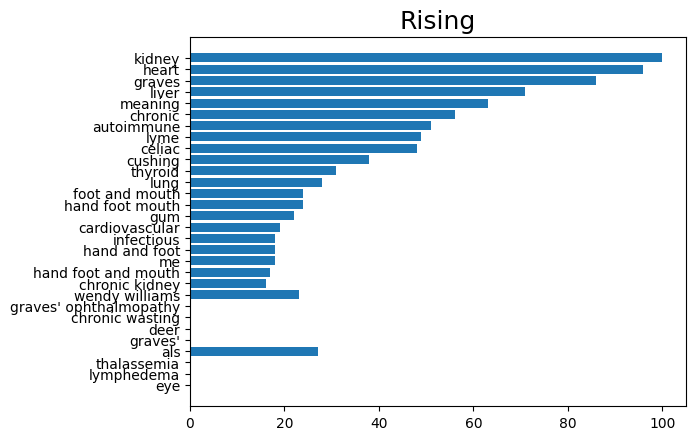 Rising
kidney
heart
graves
liver
meaning
chronic
autoimmune
lyme
celiac
cushing
thyroid
lung
foot and mouth
hand foot mouth
gum
cardiovascular
infectious
hand and foot
me
hand foot and mouth
chronic kidney
wendy williams
graves' ophthalmopathy
chronic wasting
deer
graves'
als
thalassemia
lymphedema
eye
0 20 40 60 80 100